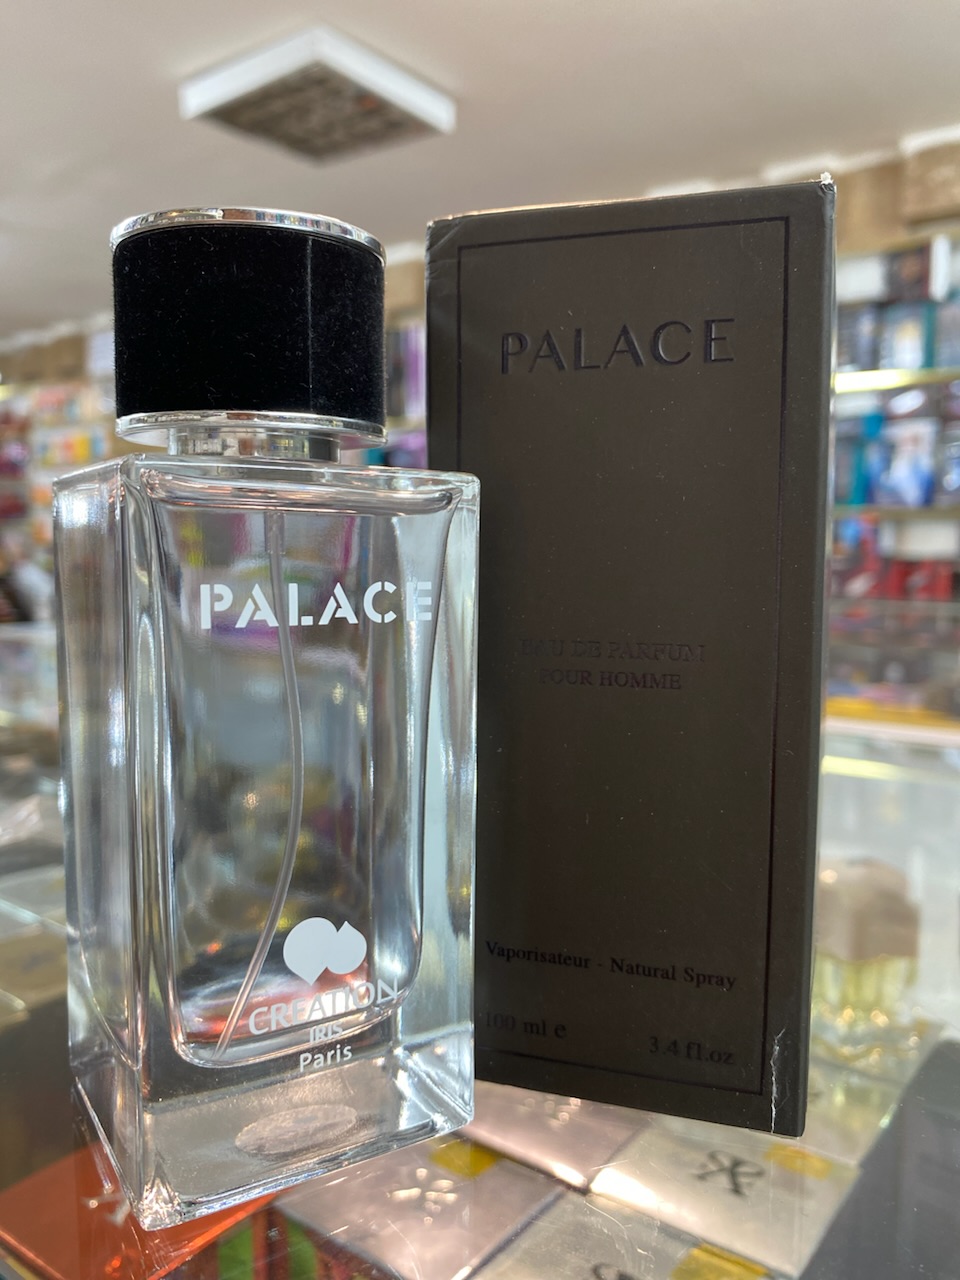 PALACE
CREATION
IRIS
Paris
PALACE
EAU DE PARFUM
POUR HOMME
Vaporisateur - Natural Spray
100 ml e
3.4 fl.oz